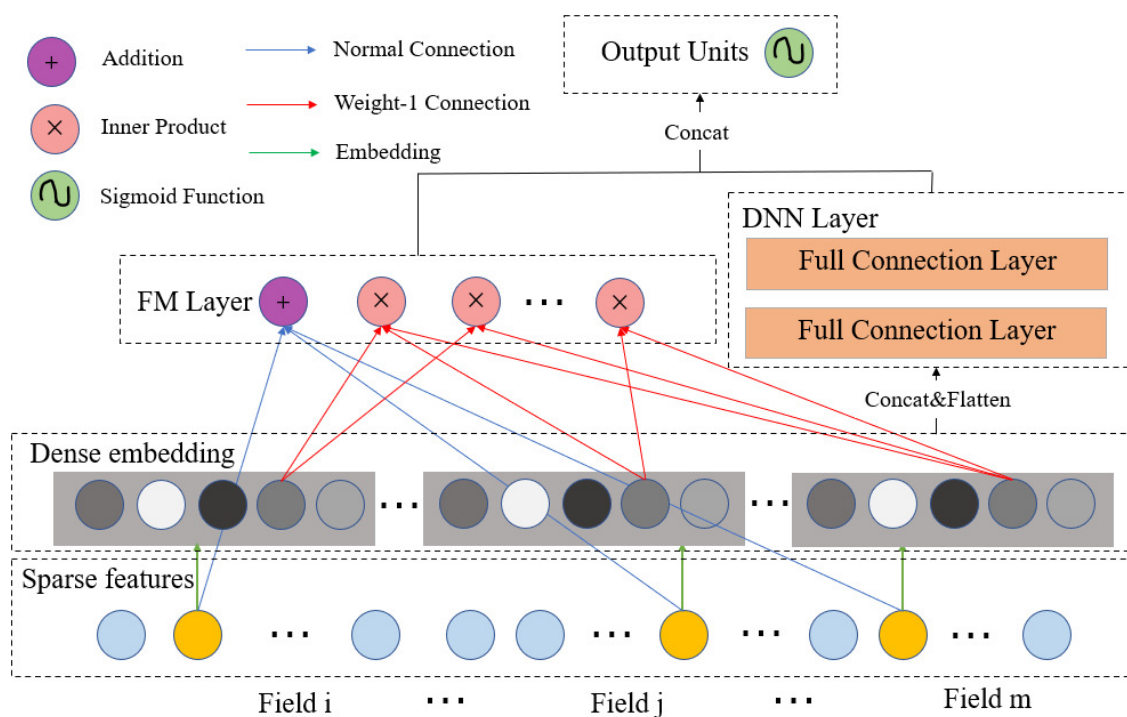 +
Addition
Normal Connection
Output Units
×
Inner Product
Weight-1 Connection
Concat
Embedding
Sigmoid Function
DNN Layer
Full Connection Layer
FM Layer
+
×
×
...
×
Full Connection Layer
Concat&Flatten
Dense embedding
...
...
Sparse features
...
...
...
...
Field i
...
Field j
...
Field m